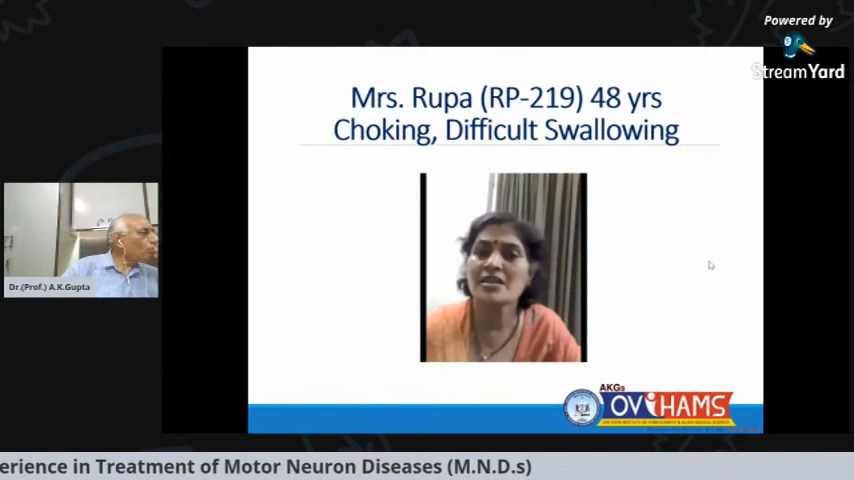 Powered by
StreamYard
Mrs. Rupa (RP-219) 48 yrs
Choking, Difficult Swallowing
Dr.(Prof.) A.K.Gupta
AKGs
OVIHAMS
erience in Treatment of Motor Neuron Diseases (M.N.D.s)